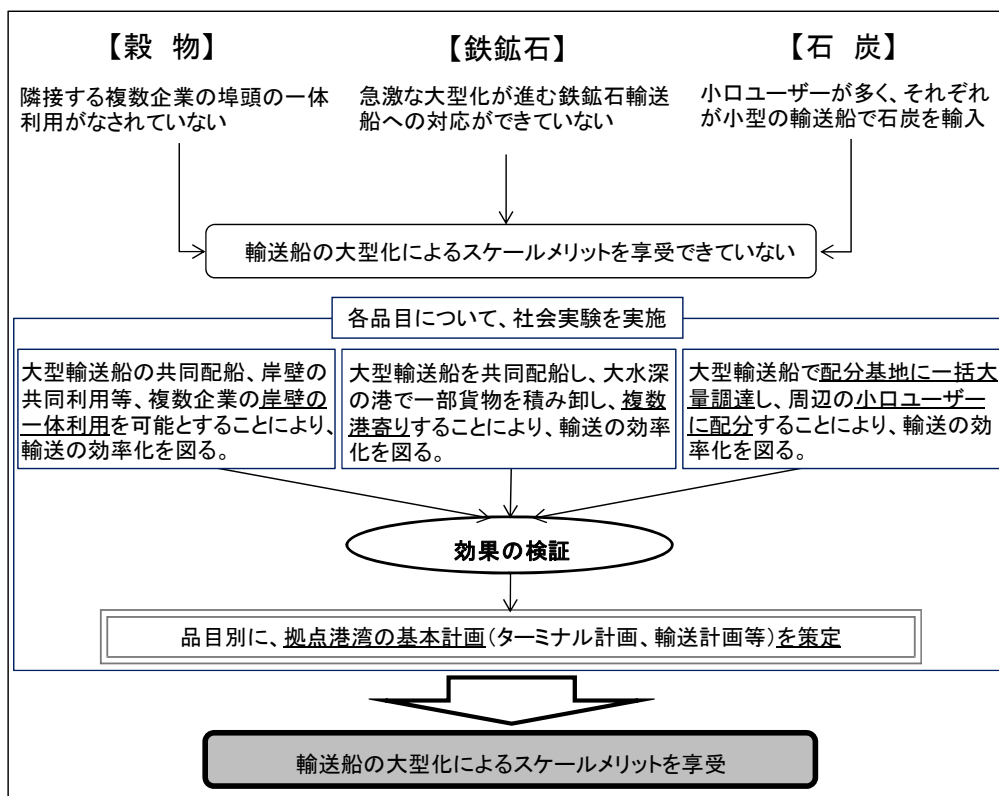 【穀 物】
隣接する複数企業の埠頭の一体
利用がなされていない
【鉄鉱石】
急激な大型化が進む鉄鉱石輸送
船への対応ができていない
【石 炭】
小口ユーザーが多く、それぞれ
が小型の輸送船で石炭を輸入
輸送船の大型化によるスケールメリットを享受できていない
各品目について、社会実験を実施
大型輸送船の共同配船、岸壁の
共同利用等、複数企業の岸壁の
一体利用を可能とすることにより、
輸送の効率化を図る。
大型輸送船を共同配船し、大水深
の港で一部貨物を積み卸し、複数
港寄りすることにより、輸送の効率
化を図る。
大型輸送船で配分基地に一括大
量調達し、周辺の小口ユーザー
に配分することにより、輸送の効
率化を図る。
効果の検証
品目別に、拠点港湾の基本計画(ターミナル計画、輸送計画等)を策定
輸送船の大型化によるスケールメリットを享受